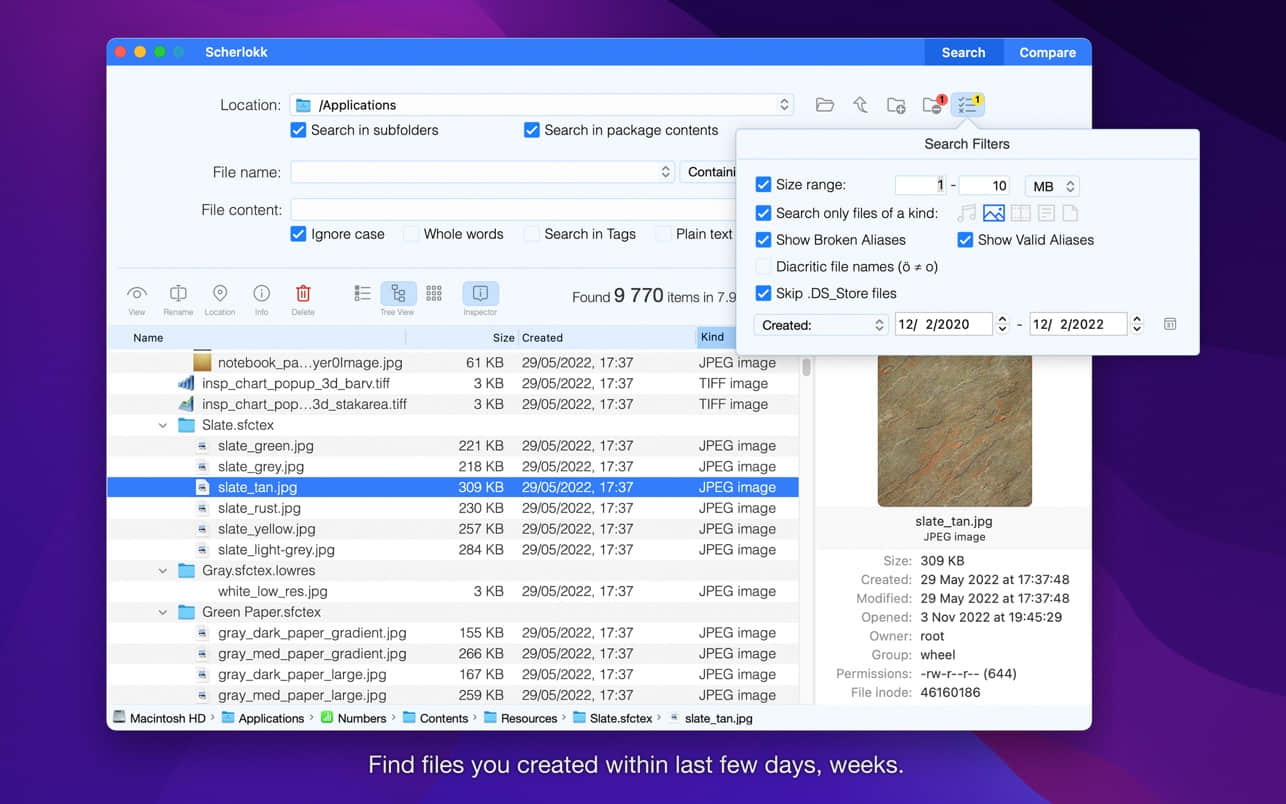 Scherlokk
Search
Compare
Location:
/Applications
1
1
Search in subfolders
Search in package contents
File name:
Containi
File content:
Ignore case
Whole words
Search in Tags
Plain text
Search Filters
Size range:
1 - 10
MB
Search only files of a kind:
Show Broken Aliases
Show Valid Aliases
Diacritic file names (ö ≠ o)
Skip .DS_Store files
Created:
12/ 2/2020 - 12/ 2/2022
View
Rename
Location
Info
Delete
Tree View
Inspector
Found 9 770 items in 7.9
Name Size Created Kind
notebook_pa…yer0Image.jpg 61 KB 29/05/2022, 17:37 JPEG image
insp_chart_popup_3d_barv.tiff 3 KB 29/05/2022, 17:37 TIFF image
insp_chart_pop…3d_stakarea.tiff 3 KB 29/05/2022, 17:37 TIFF image
Slate.sfctex
slate_green.jpg 221 KB 29/05/2022, 17:37 JPEG image
slate_grey.jpg 218 KB 29/05/2022, 17:37 JPEG image
slate_tan.jpg 309 KB 29/05/2022, 17:37 JPEG image
slate_rust.jpg 230 KB 29/05/2022, 17:37 JPEG image
slate_yellow.jpg 257 KB 29/05/2022, 17:37 JPEG image
slate_light-grey.jpg 284 KB 29/05/2022, 17:37 JPEG image
Gray.sfctex.lowres
white_low_res.jpg 3 KB 29/05/2022, 17:37 JPEG image
Green Paper.sfctex
gray_dark_paper_gradient.jpg 155 KB 29/05/2022, 17:37 JPEG image
gray_med_paper_gradient.jpg 266 KB 29/05/2022, 17:37 JPEG image
gray_dark_paper_large.jpg 167 KB 29/05/2022, 17:37 JPEG image
gray_med_paper_large.jpg 259 KB 29/05/2022, 17:37 JPEG image
slate_tan.jpg
JPEG image
Size: 309 KB
Created: 29 May 2022 at 17:37:48
Modified: 29 May 2022 at 17:37:48
Opened: 3 Nov 2022 at 19:45:29
Owner: root
Group: wheel
Permissions: -rw-r--r-- (644)
File inode: 46160186
Macintosh HD › Applications › Numbers › Contents › Resources › Slate.sfctex › slate_tan.jpg
Find files you created within last few days, weeks.